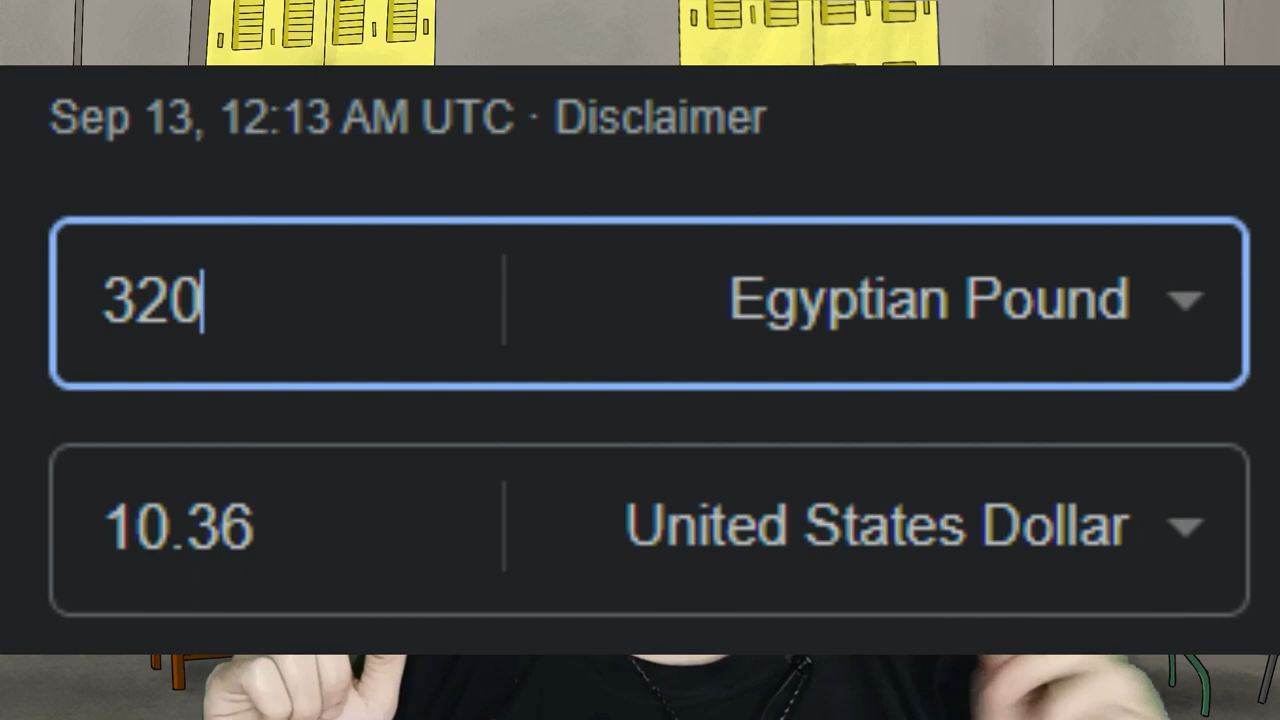 Sep 13, 12:13 AM UTC · Disclaimer
320 Egyptian Pound
10.36 United States Dollar